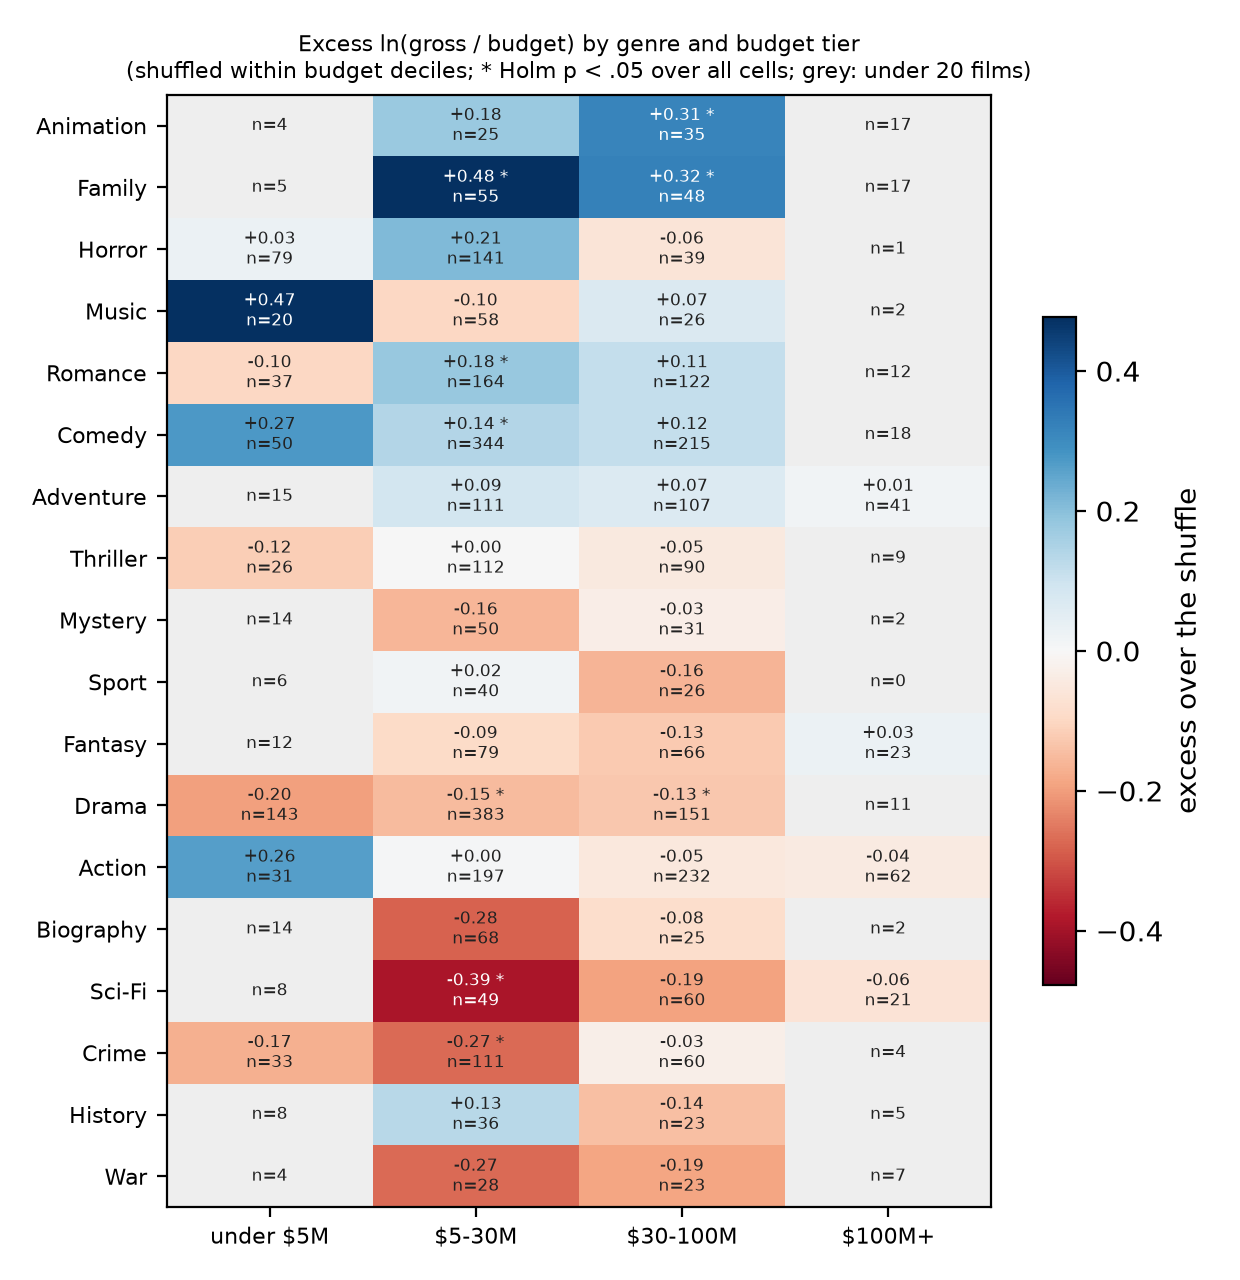 Excess ln(gross / budget) by genre and budget tier
(shuffled within budget deciles; * Holm p < .05 over all cells; grey: under 20 films)
Animation
n=4
+0.18
n=25
+0.31 *
n=35
n=17
Family
n=5
+0.48 *
n=55
+0.32 *
n=48
n=17
Horror
+0.03
n=79
+0.21
n=141
-0.06
n=39
n=1
Music
+0.47
n=20
-0.10
n=58
+0.07
n=26
n=2
Romance
-0.10
n=37
+0.18 *
n=164
+0.11
n=122
n=12
Comedy
+0.27
n=50
+0.14 *
n=344
+0.12
n=215
n=18
Adventure
n=15
+0.09
n=111
+0.07
n=107
+0.01
n=41
Thriller
-0.12
n=26
+0.00
n=112
-0.05
n=90
n=9
Mystery
n=14
-0.16
n=50
-0.03
n=31
n=2
Sport
n=6
+0.02
n=40
-0.16
n=26
n=0
Fantasy
n=12
-0.09
n=79
-0.13
n=66
+0.03
n=23
Drama
-0.20
n=143
-0.15 *
n=383
-0.13 *
n=151
n=11
Action
+0.26
n=31
+0.00
n=197
-0.05
n=232
-0.04
n=62
Biography
n=14
-0.28
n=68
-0.08
n=25
n=2
Sci-Fi
n=8
-0.39 *
n=49
-0.19
n=60
-0.06
n=21
Crime
-0.17
n=33
-0.27 *
n=111
-0.03
n=60
n=4
History
n=8
+0.13
n=36
-0.14
n=23
n=5
War
n=4
-0.27
n=28
-0.19
n=23
n=7
under $5M
$5-30M
$30-100M
$100M+
0.4
0.2
0.0
−0.2
−0.4
excess over the shuffle